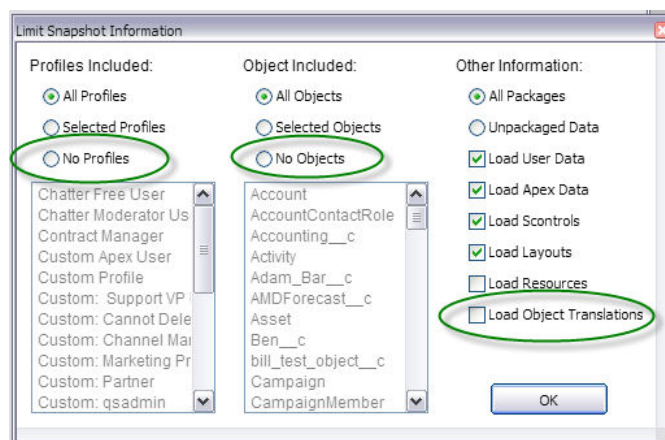 Limit Snapshot Information
Profiles Included:
All Profiles
Selected Profiles
No Profiles
Chatter Free User
Chatter Moderator Us
Contract Manager
Custom Apex User
Custom Profile
Custom: Support VP
Custom: Cannot Dele
Custom: Channel Mar
Custom: Marketing Pr
Custom: Partner
Custom: qsadmin
Object Included:
All Objects
Selected Objects
No Objects
Account
AccountContactRole
Accounting__c
Activity
Adam_Bar__c
AMDForecast__c
Asset
Ben__c
bill_test_object__c
Campaign
CampaignMember
Other Information:
All Packages
Unpackaged Data
Load User Data
Load Apex Data
Load Scontrols
Load Layouts
Load Resources
Load Object Translations
OK